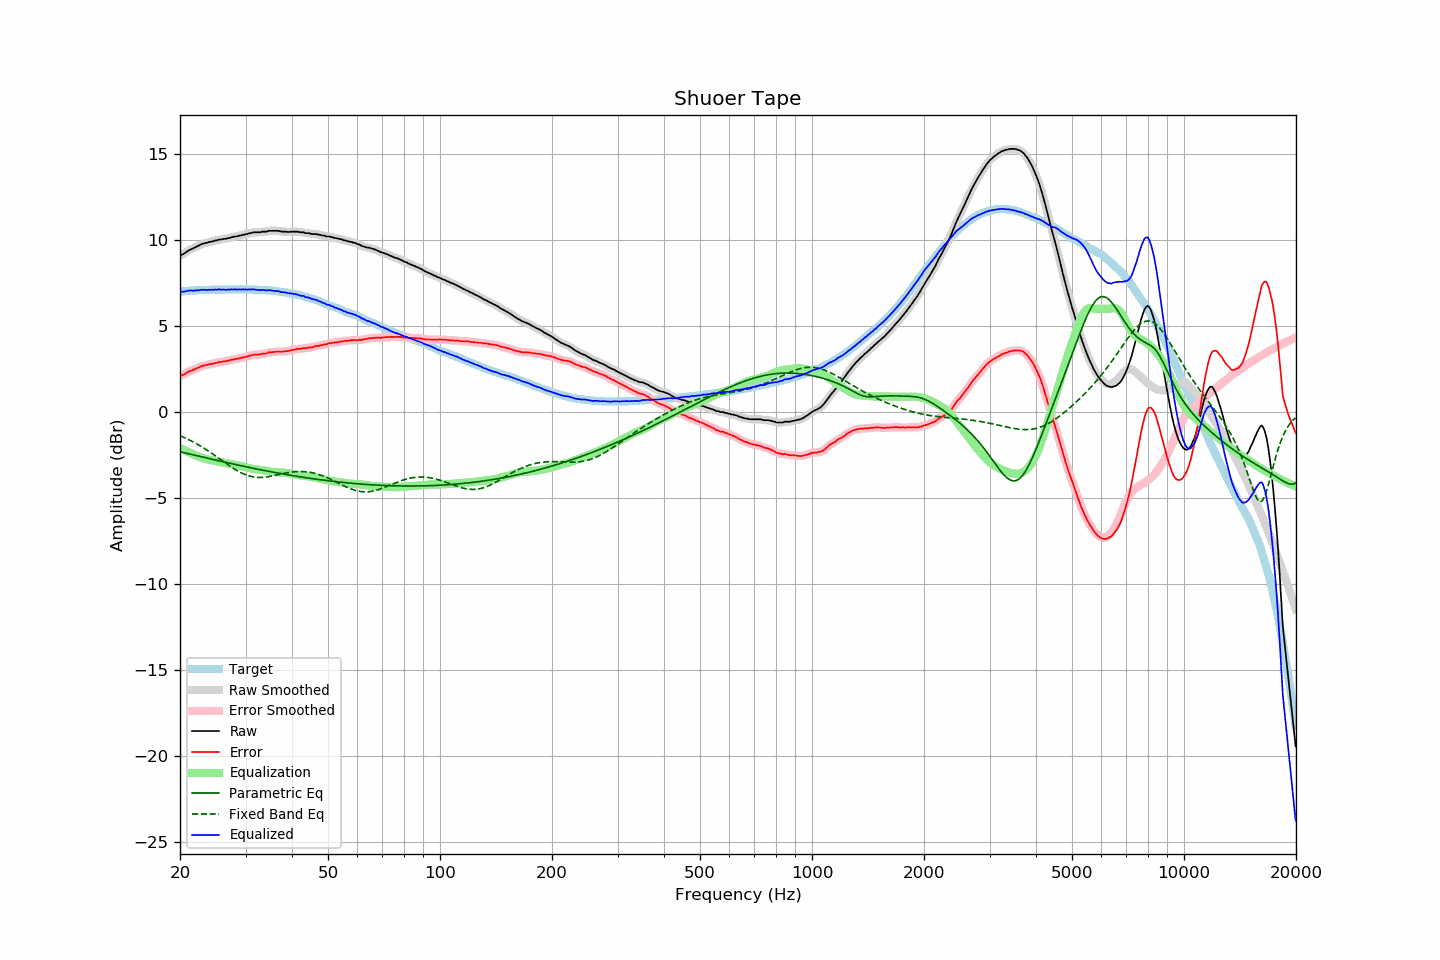 Shuoer Tape
Amplitude (dBr)
15
10
5
0
−5
−10
−15
−20
−25
Target
Raw Smoothed
Error Smoothed
Raw
Error
Equalization
Parametric Eq
Fixed Band Eq
Equalized
20 50 100 200 500 1000 2000 5000 10000 20000
Frequency (Hz)